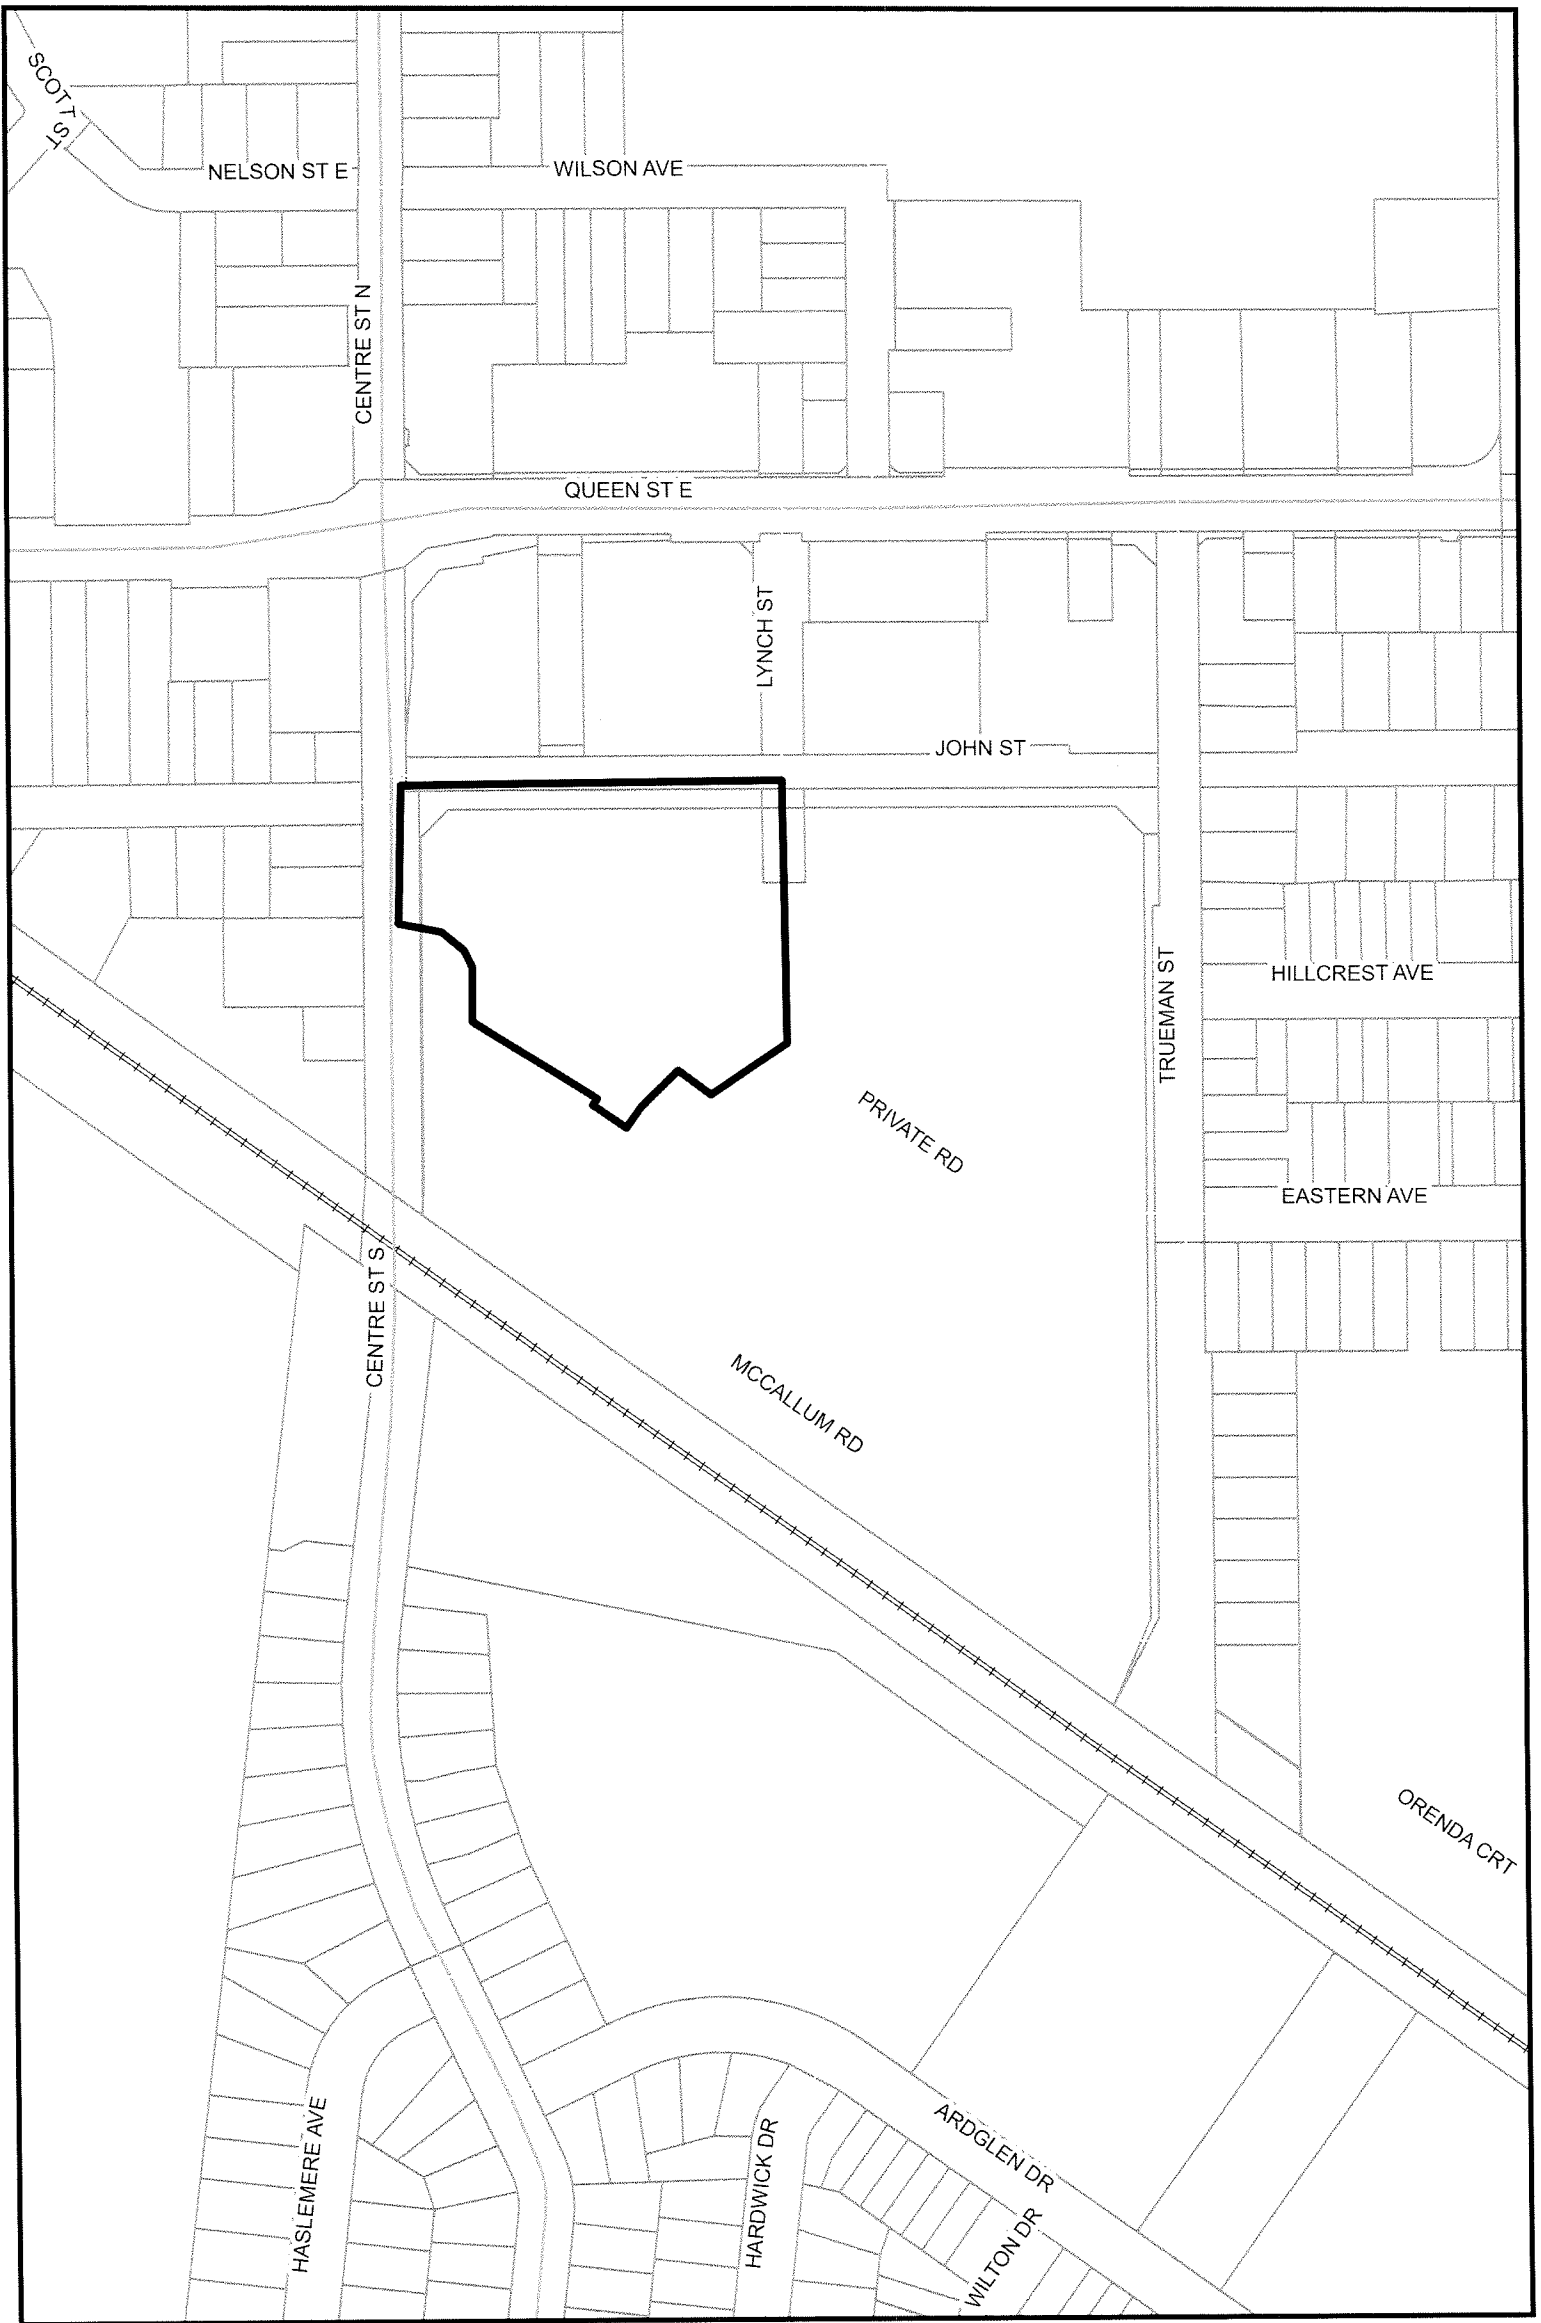 SCOTT ST
NELSON ST E
WILSON AVE
CENTRE ST N
QUEEN ST E
LYNCH ST
JOHN ST
TRUEMAN ST
HILLCREST AVE
PRIVATE RD
EASTERN AVE
CENTRE ST S
MCCALLUM RD
ORENDA CRT
HASLEMERE AVE
HARDWICK DR
ARDGLEN DR
WILTON DR